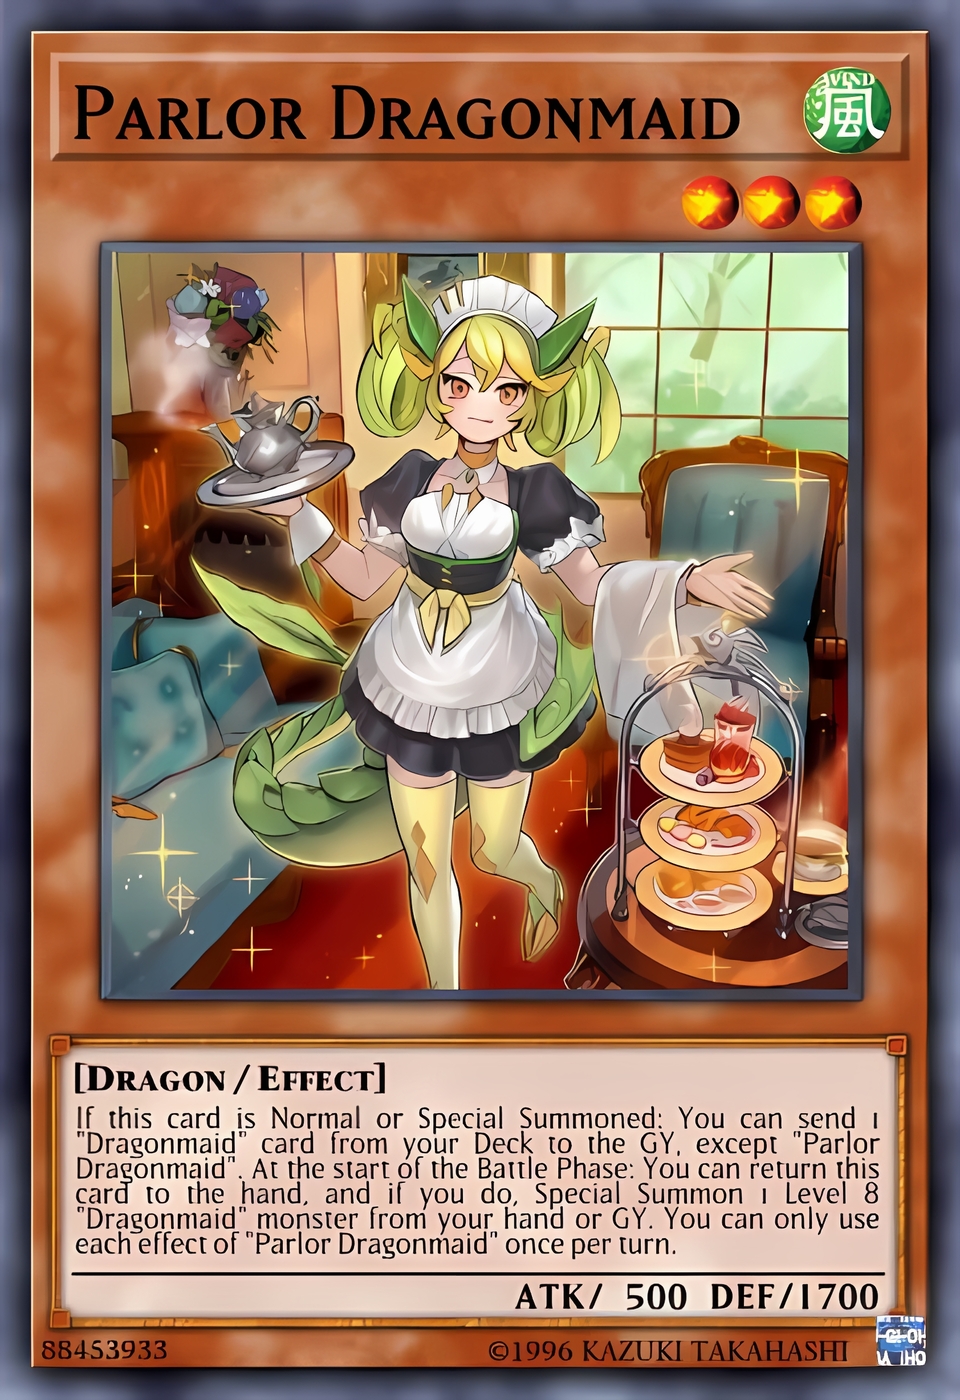 PARLOR DRAGONMAID
WIND
風
[DRAGON / EFFECT]
If this card is Normal or Special Summoned: You can send 1
"Dragonmaid" card from your Deck to the GY, except "Parlor
Dragonmaid". At the start of the Battle Phase: You can return this
card to the hand, and if you do, Special Summon 1 Level 8
"Dragonmaid" monster from your hand or GY. You can only use
each effect of "Parlor Dragonmaid" once per turn.
ATK/ 500 DEF/1700
88453933
©1996 KAZUKI TAKAHASHI